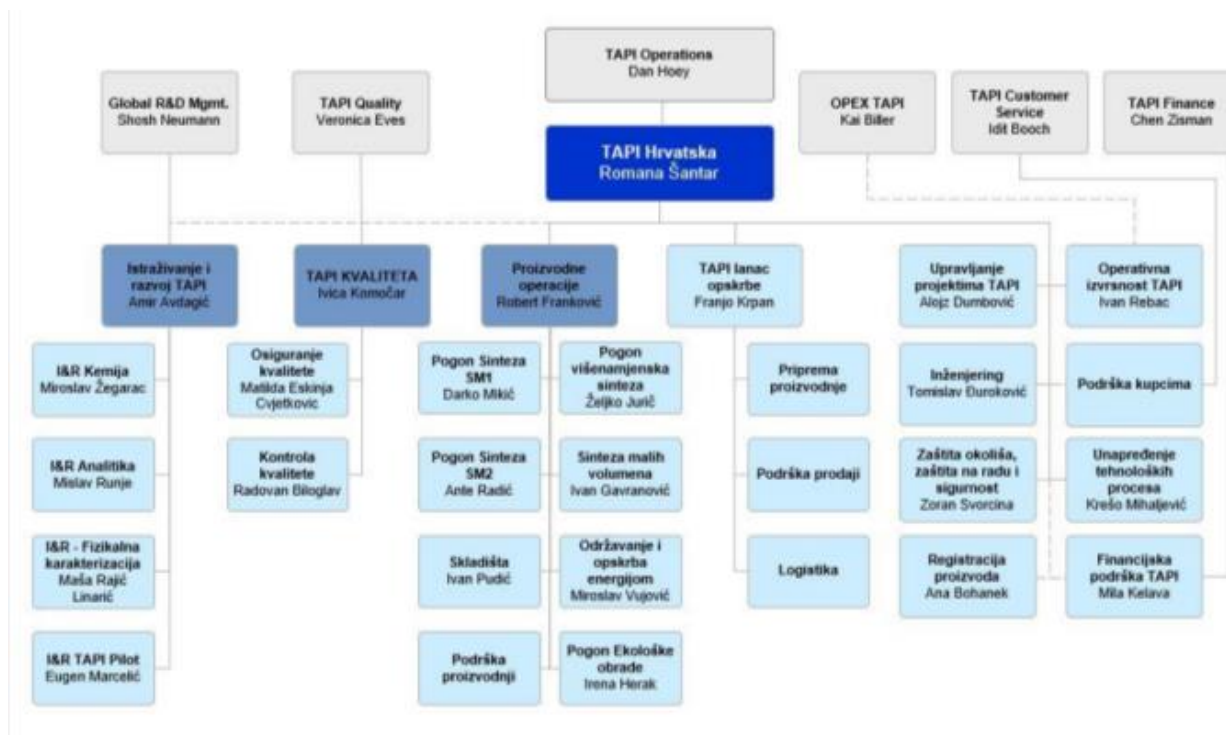 TAPI Operations
Dan Hoey
Global R&D Mgmt.
Shosh Neumann
TAPI Quality
Veronica Eves
OPEX TAPI
Kai Biller
TAPI Customer
Service
Idit Booch
TAPI Finance
Chen Zisman
TAPI Hrvatska
Romana Šantar
Istraživanje i
razvoj TAPI
Amir Avdagić
TAPI KVALITETA
Ivica Komočar
Proizvodne
operacije
Robert Franković
TAPI lanac
opskrbe
Franjo Krpan
Upravljanje
projektima TAPI
Alojz Dumbović
Operativna
izvrsnost TAPI
Ivan Rebac
I&R Kemija
Miroslav Žegarac
Osiguranje
kvalitete
Matilda Eskinja
Cvjetkovic
Pogon Sinteza
SM1
Darko Mikić
Pogon
višenamjenska
sinteza
Željko Jurič
Priprema
proizvodnje
Inženjering
Tomislav Đuroković
Podrška kupcima
I&R Analitika
Mislav Runje
Kontrola
kvalitete
Radovan Biloglav
Pogon Sinteza
SM2
Ante Radić
Sinteza malih
volumena
Ivan Gavranović
Podrška prodaji
Zaštita okoliša,
zaštita na radu i
sigurnost
Zoran Svorcina
Unapređenje
tehnoloških
procesa
Krešo Mihaljević
I&R - Fizikalna
karakterizacija
Maša Rajić
Linarić
Skladišta
Ivan Pudić
Održavanje i
opskrba
energijom
Miroslav Vujović
Logistika
Registracija
proizvoda
Ana Bohanek
Financijska
podrška TAPI
Mila Kelava
I&R TAPI Pilot
Eugen Marcelić
Podrška
proizvodnji
Pogon Ekološke
obrade
Irena Herak